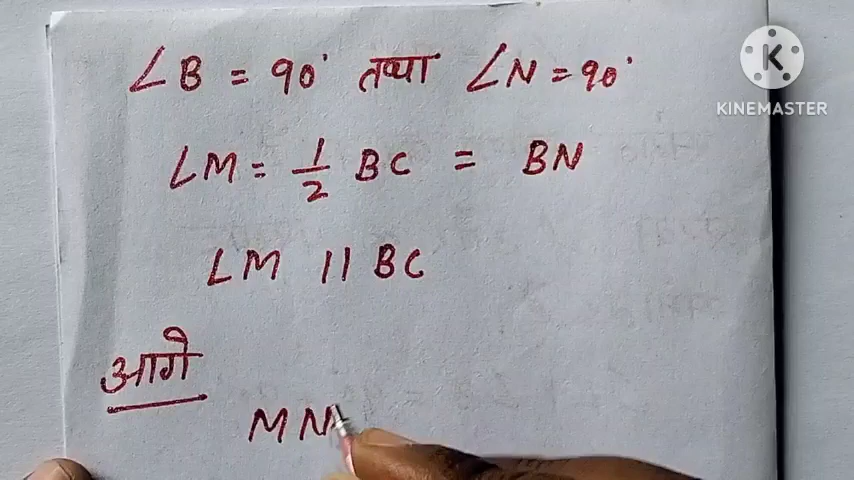 ∠B = 90° तथा ∠N = 90°
KINEMASTER
LM = 1/2 BC = BN
LM || BC
आगे
MN